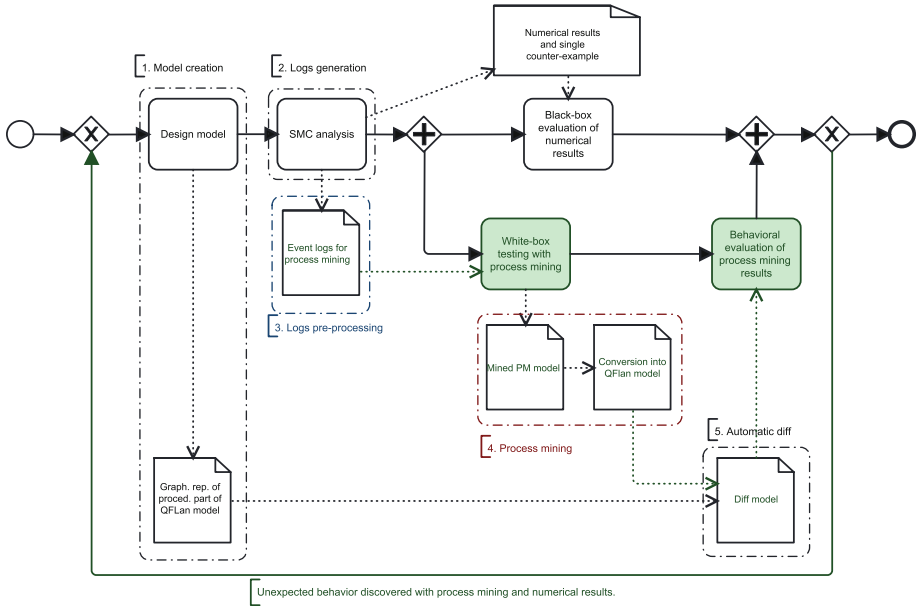 Numerical results
and single
counter-example
1. Model creation
2. Logs generation
Design model
SMC analysis
Black-box
evaluation of
numerical
results
Event logs for
process mining
White-box
testing with
process mining
Behavioral
evaluation of
process mining
results
3. Logs pre-processing
Mined PM model
Conversion into
QFlan model
4. Process mining
5. Automatic diff
Graph. rep. of
proced. part of
QFLan model
Diff model
Unexpected behavior discovered with process mining and numerical results.